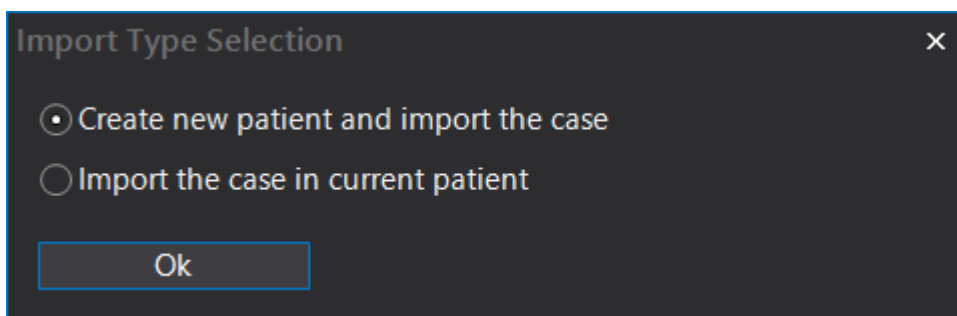 Import Type Selection
Create new patient and import the case
Import the case in current patient
Ok